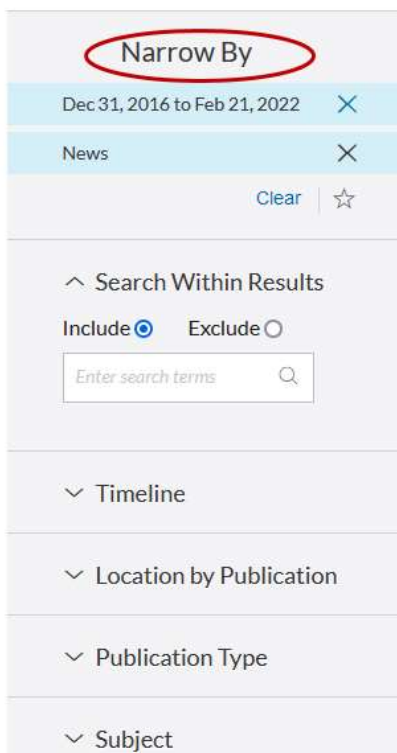 Narrow By
Dec 31, 2016 to Feb 21, 2022
News
Clear
Search Within Results
Include Exclude
Enter search terms
Timeline
Location by Publication
Publication Type
Subject